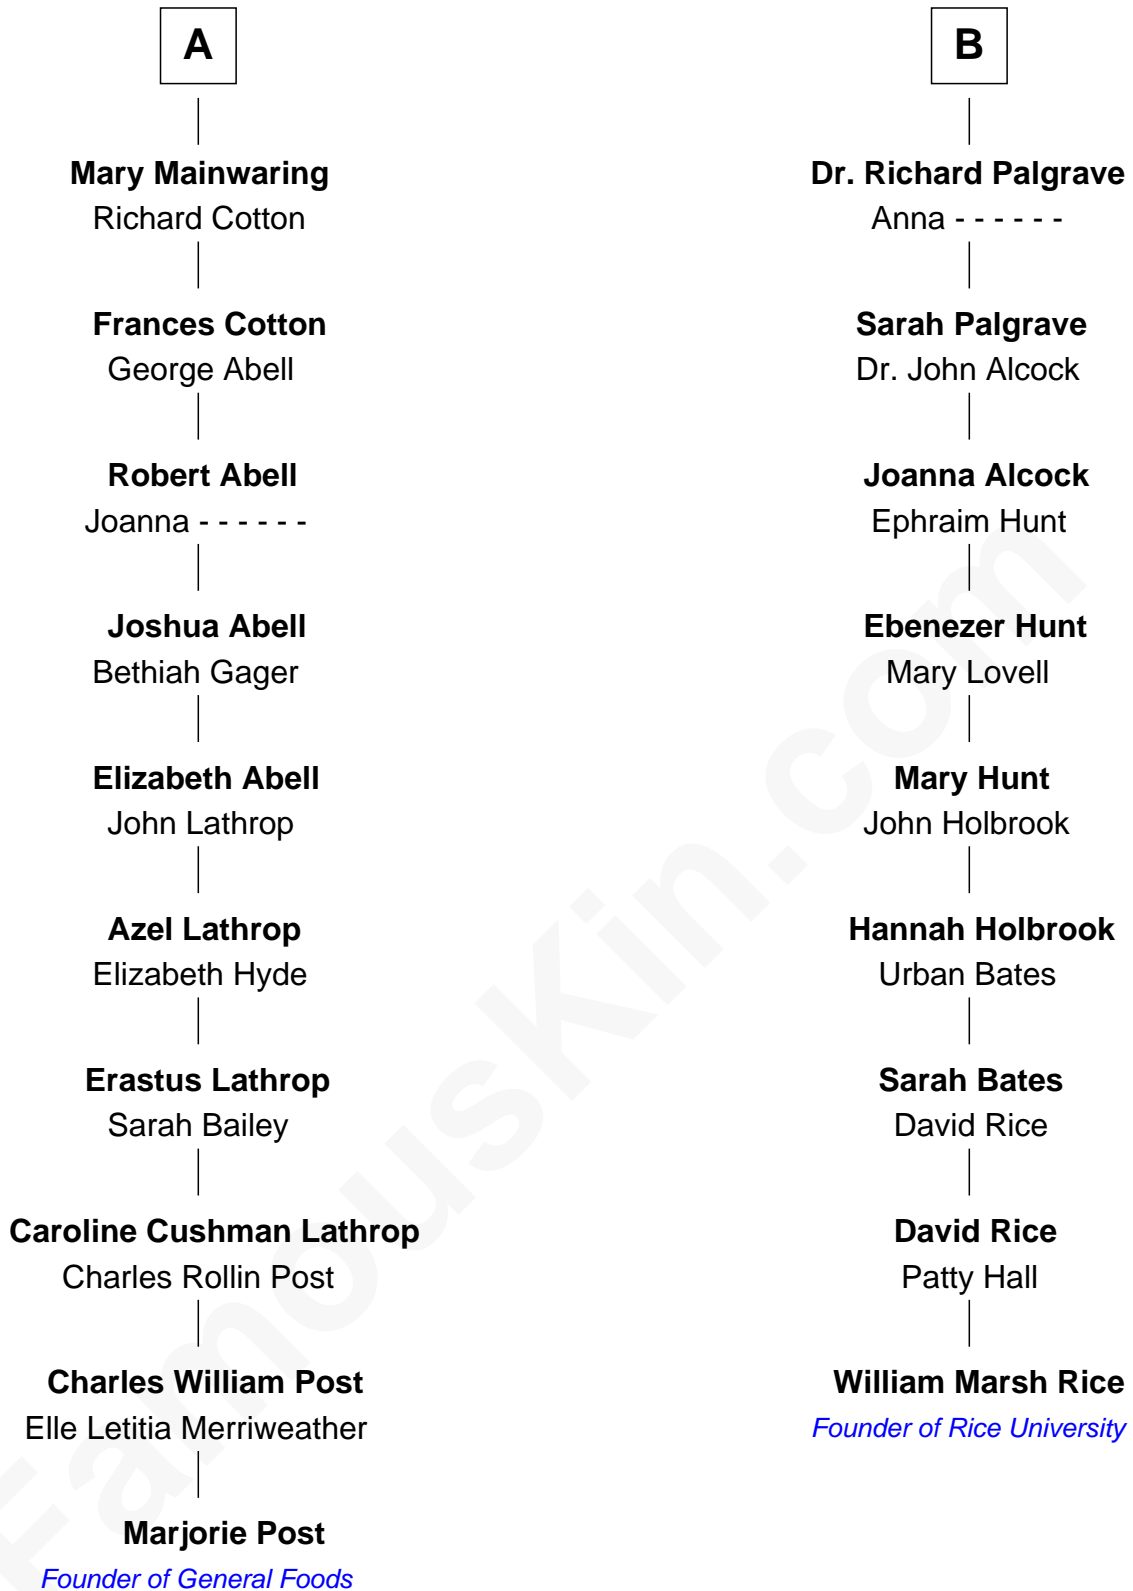 A
Mary Mainwaring
Richard Cotton
Frances Cotton
George Abell
Robert Abell
Joanna - - - - - -
Joshua Abell
Bethiah Gager
Elizabeth Abell
John Lathrop
Azel Lathrop
Elizabeth Hyde
Erastus Lathrop
Sarah Bailey
Caroline Cushman Lathrop
Charles Rollin Post
Charles William Post
Elle Letitia Merriweather
Marjorie Post
Founder of General Foods
B
Dr. Richard Palgrave
Anna - - - - - -
Sarah Palgrave
Dr. John Alcock
Joanna Alcock
Ephraim Hunt
Ebenezer Hunt
Mary Lovell
Mary Hunt
John Holbrook
Hannah Holbrook
Urban Bates
Sarah Bates
David Rice
David Rice
Patty Hall
William Marsh Rice
Founder of Rice University
FamousKin.com